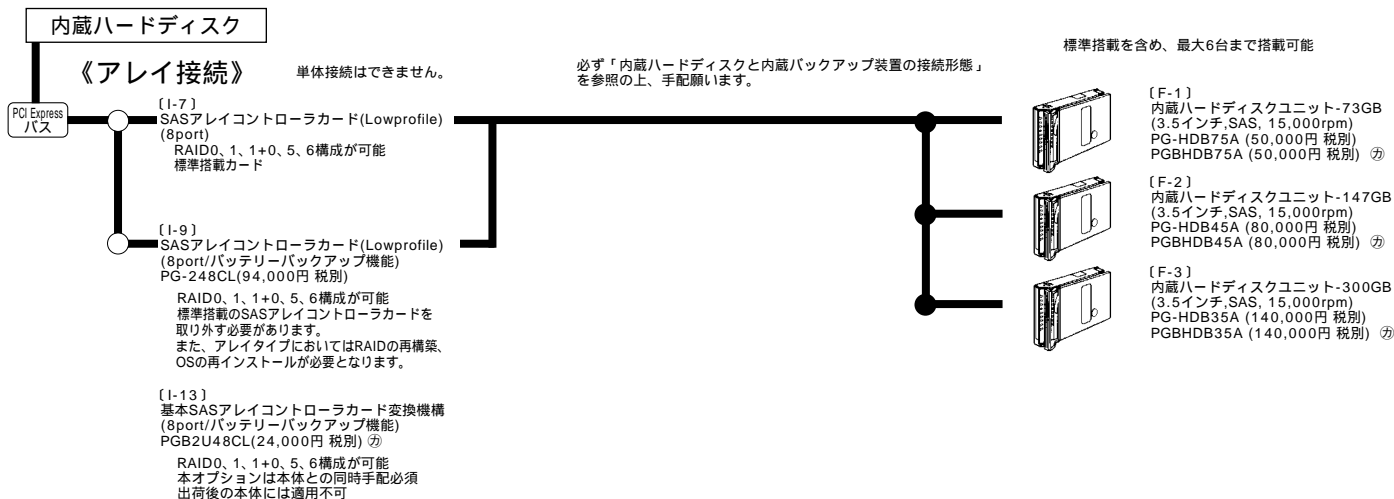 内蔵ハードディスク
《アレイ接続》
単体接続はできません。
必ず「内蔵ハードディスクと内蔵バックアップ装置の接続形態」
を参照の上、手配願います。
標準搭載を含め、最大6台まで搭載可能
PCI Express
バス
〔I-7〕
SASアレイコントローラカード(Lowprofile)
(8port)
RAID0、1、1+0、5、6構成が可能
標準搭載カード
〔I-9〕
SASアレイコントローラカード(Lowprofile)
(8port/バッテリーバックアップ機能)
PG-248CL(94,000円 税別)
RAID0、1、1+0、5、6構成が可能
標準搭載のSASアレイコントローラカードを
取り外す必要があります。
また、アレイタイプにおいてはRAIDの再構築、
OSの再インストールが必要となります。
〔I-13〕
基本SASアレイコントローラカード変換機構
(8port/バッテリーバックアップ機能)
PGB2U48CL(24,000円 税別) ㋕
RAID0、1、1+0、5、6構成が可能
本オプションは本体との同時手配必須
出荷後の本体には適用不可
〔F-1〕
内蔵ハードディスクユニット-73GB
(3.5インチ,SAS, 15,000rpm)
PG-HDB75A (50,000円 税別)
PGBHDB75A (50,000円 税別) ㋕
〔F-2〕
内蔵ハードディスクユニット-147GB
(3.5インチ,SAS, 15,000rpm)
PG-HDB45A (80,000円 税別)
PGBHDB45A (80,000円 税別) ㋕
〔F-3〕
内蔵ハードディスクユニット-300GB
(3.5インチ,SAS, 15,000rpm)
PG-HDB35A (140,000円 税別)
PGBHDB35A (140,000円 税別) ㋕